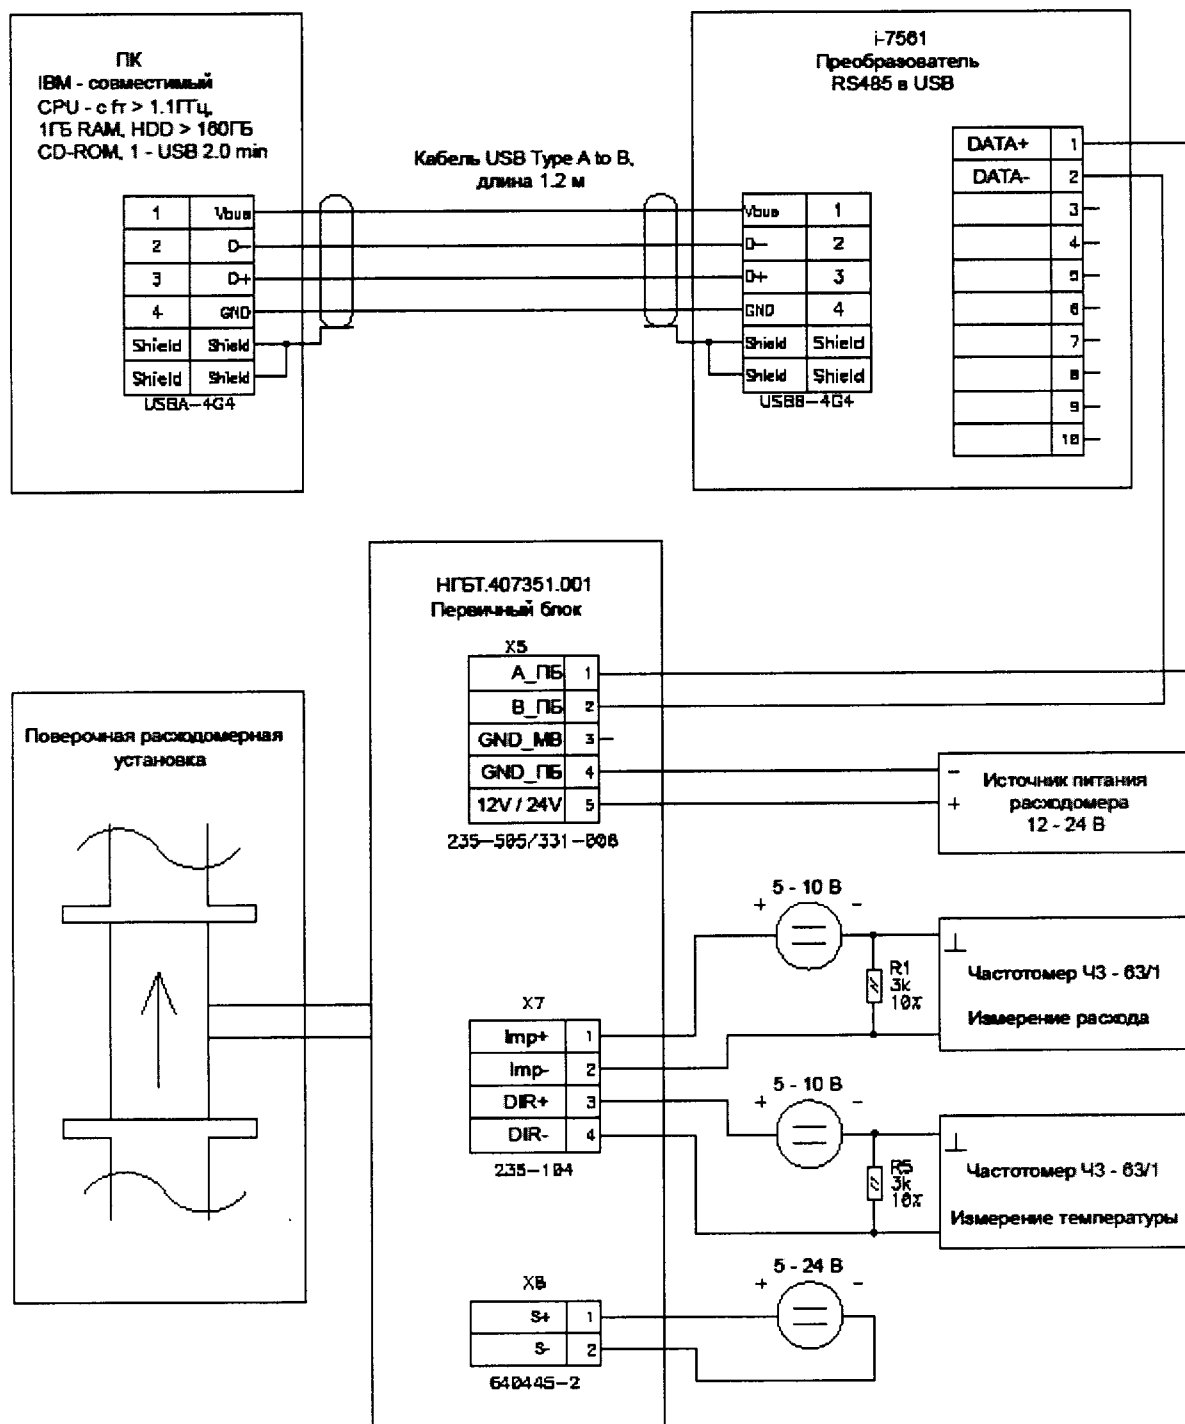 ПК
IBM - совместимый
CPU - с fт > 1.1ГГц,
1ГБ RAM, HDD > 160ГБ
CD-ROM, 1 - USB 2.0 min
1 Vbus
2 D-
3 D+
4 GND
Shield Shield
Shield Shield
USBA-4G4
Кабель USB Type A to B,
длина 1.2 м
i-7561
Преобразователь
RS485 в USB
Vbus 1
D- 2
D+ 3
GND 4
Shield Shield
Shield Shield
USBB-4G4
DATA+ 1
DATA- 2
3
4
5
6
7
8
9
10
НГБТ.407351.001
Первичный блок
X5
А_ПБ 1
В_ПБ 2
GND_МВ 3
GND_ПБ 4
12V / 24V 5
235-505/331-006
Поверочная расходомерная
установка
- Источник питания
+ расходомера
12 - 24 В
5 - 10 В
+ -
R1
3k
10%
⊥
Частотомер Ч3 - 63/1
Измерение расхода
X7
Imp+ 1
Imp- 2
DIR+ 3
DIR- 4
235-104
5 - 10 В
+ -
R5
3k
10%
⊥
Частотомер Ч3 - 63/1
Измерение температуры
X8
S+ 1
S- 2
640445-2
5 - 24 В
+ -